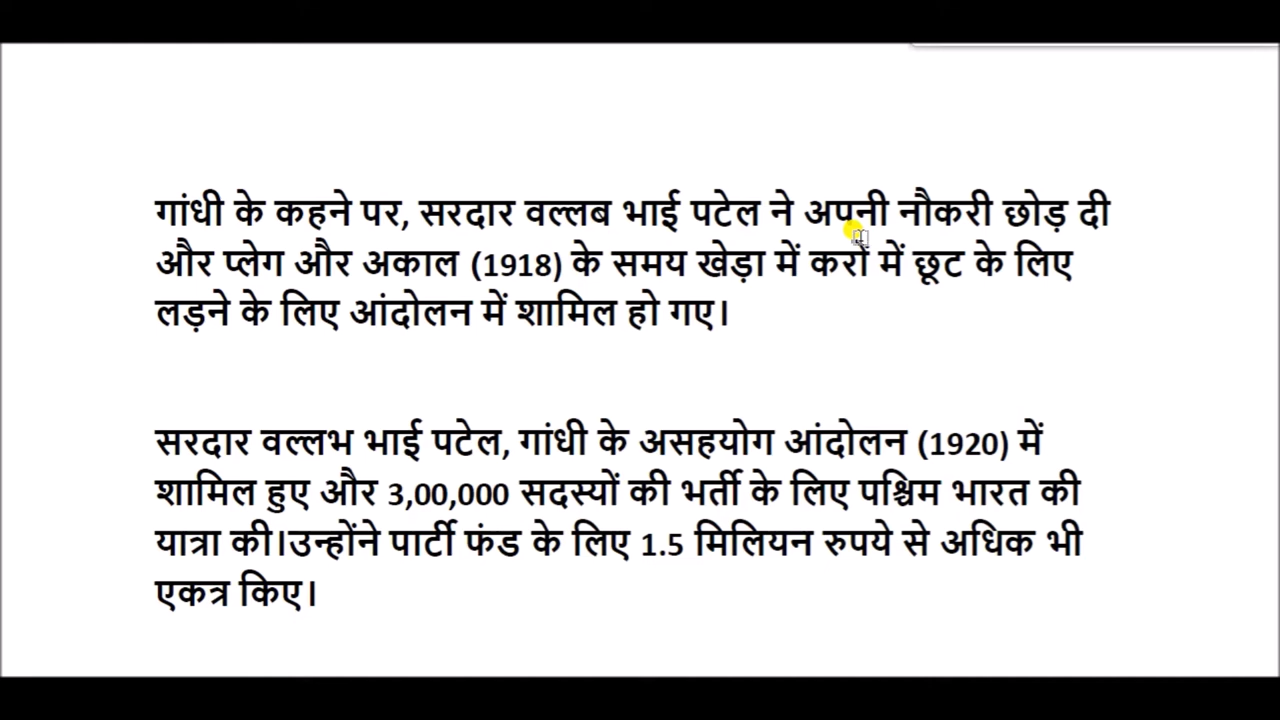 गांधी के कहने पर, सरदार वल्लब भाई पटेल ने अपनी नौकरी छोड़ दी
और प्लेग और अकाल (1918) के समय खेड़ा में करों में छूट के लिए
लड़ने के लिए आंदोलन में शामिल हो गए।
सरदार वल्लभ भाई पटेल, गांधी के असहयोग आंदोलन (1920) में
शामिल हुए और 3,00,000 सदस्यों की भर्ती के लिए पश्चिम भारत की
यात्रा की।उन्होंने पार्टी फंड के लिए 1.5 मिलियन रुपये से अधिक भी
एकत्र किए।